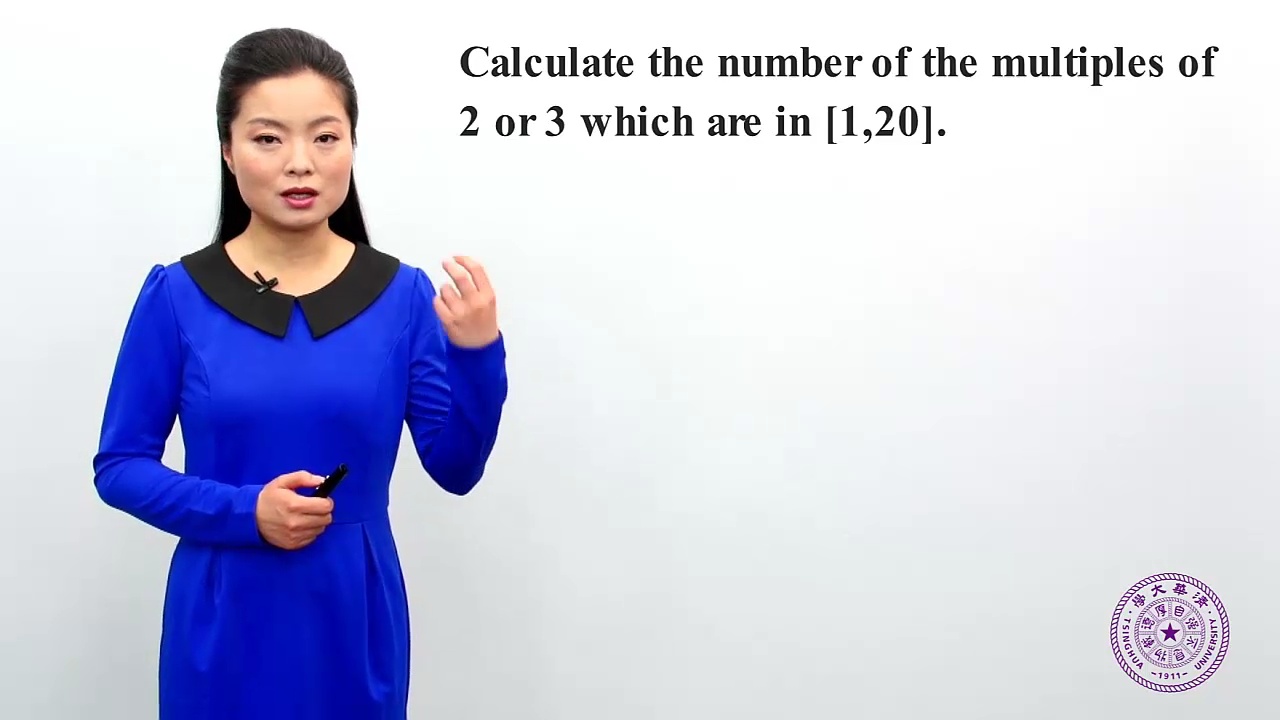 Calculate the number of the multiples of
2 or 3 which are in [1,20].
學大華清
TSINGHUA
UNIVERSITY
1911